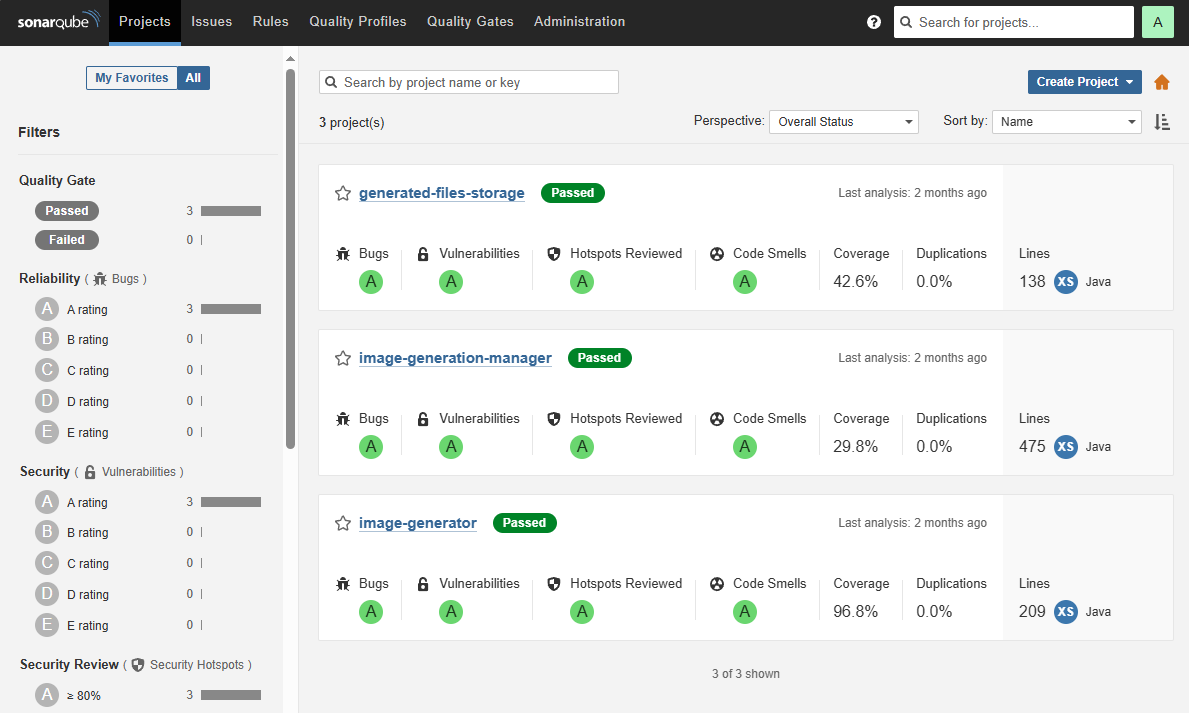 sonarqube Projects Issues Rules Quality Profiles Quality Gates Administration ? Search for projects... A
My Favorites All
Search by project name or key
Create Project
3 project(s)
Perspective: Overall Status
Sort by: Name
Filters
Quality Gate
Passed 3
Failed 0
Reliability ( Bugs )
A A rating 3
B B rating 0
C C rating 0
D D rating 0
E E rating 0
Security ( Vulnerabilities )
A A rating 3
B B rating 0
C C rating 0
D D rating 0
E E rating 0
Security Review ( Security Hotspots )
A ≥ 80% 3
generated-files-storage Passed Last analysis: 2 months ago
Bugs Vulnerabilities Hotspots Reviewed Code Smells Coverage Duplications Lines
A A A A 42.6% 0.0% 138 XS Java
image-generation-manager Passed Last analysis: 2 months ago
Bugs Vulnerabilities Hotspots Reviewed Code Smells Coverage Duplications Lines
A A A A 29.8% 0.0% 475 XS Java
image-generator Passed Last analysis: 2 months ago
Bugs Vulnerabilities Hotspots Reviewed Code Smells Coverage Duplications Lines
A A A A 96.8% 0.0% 209 XS Java
3 of 3 shown